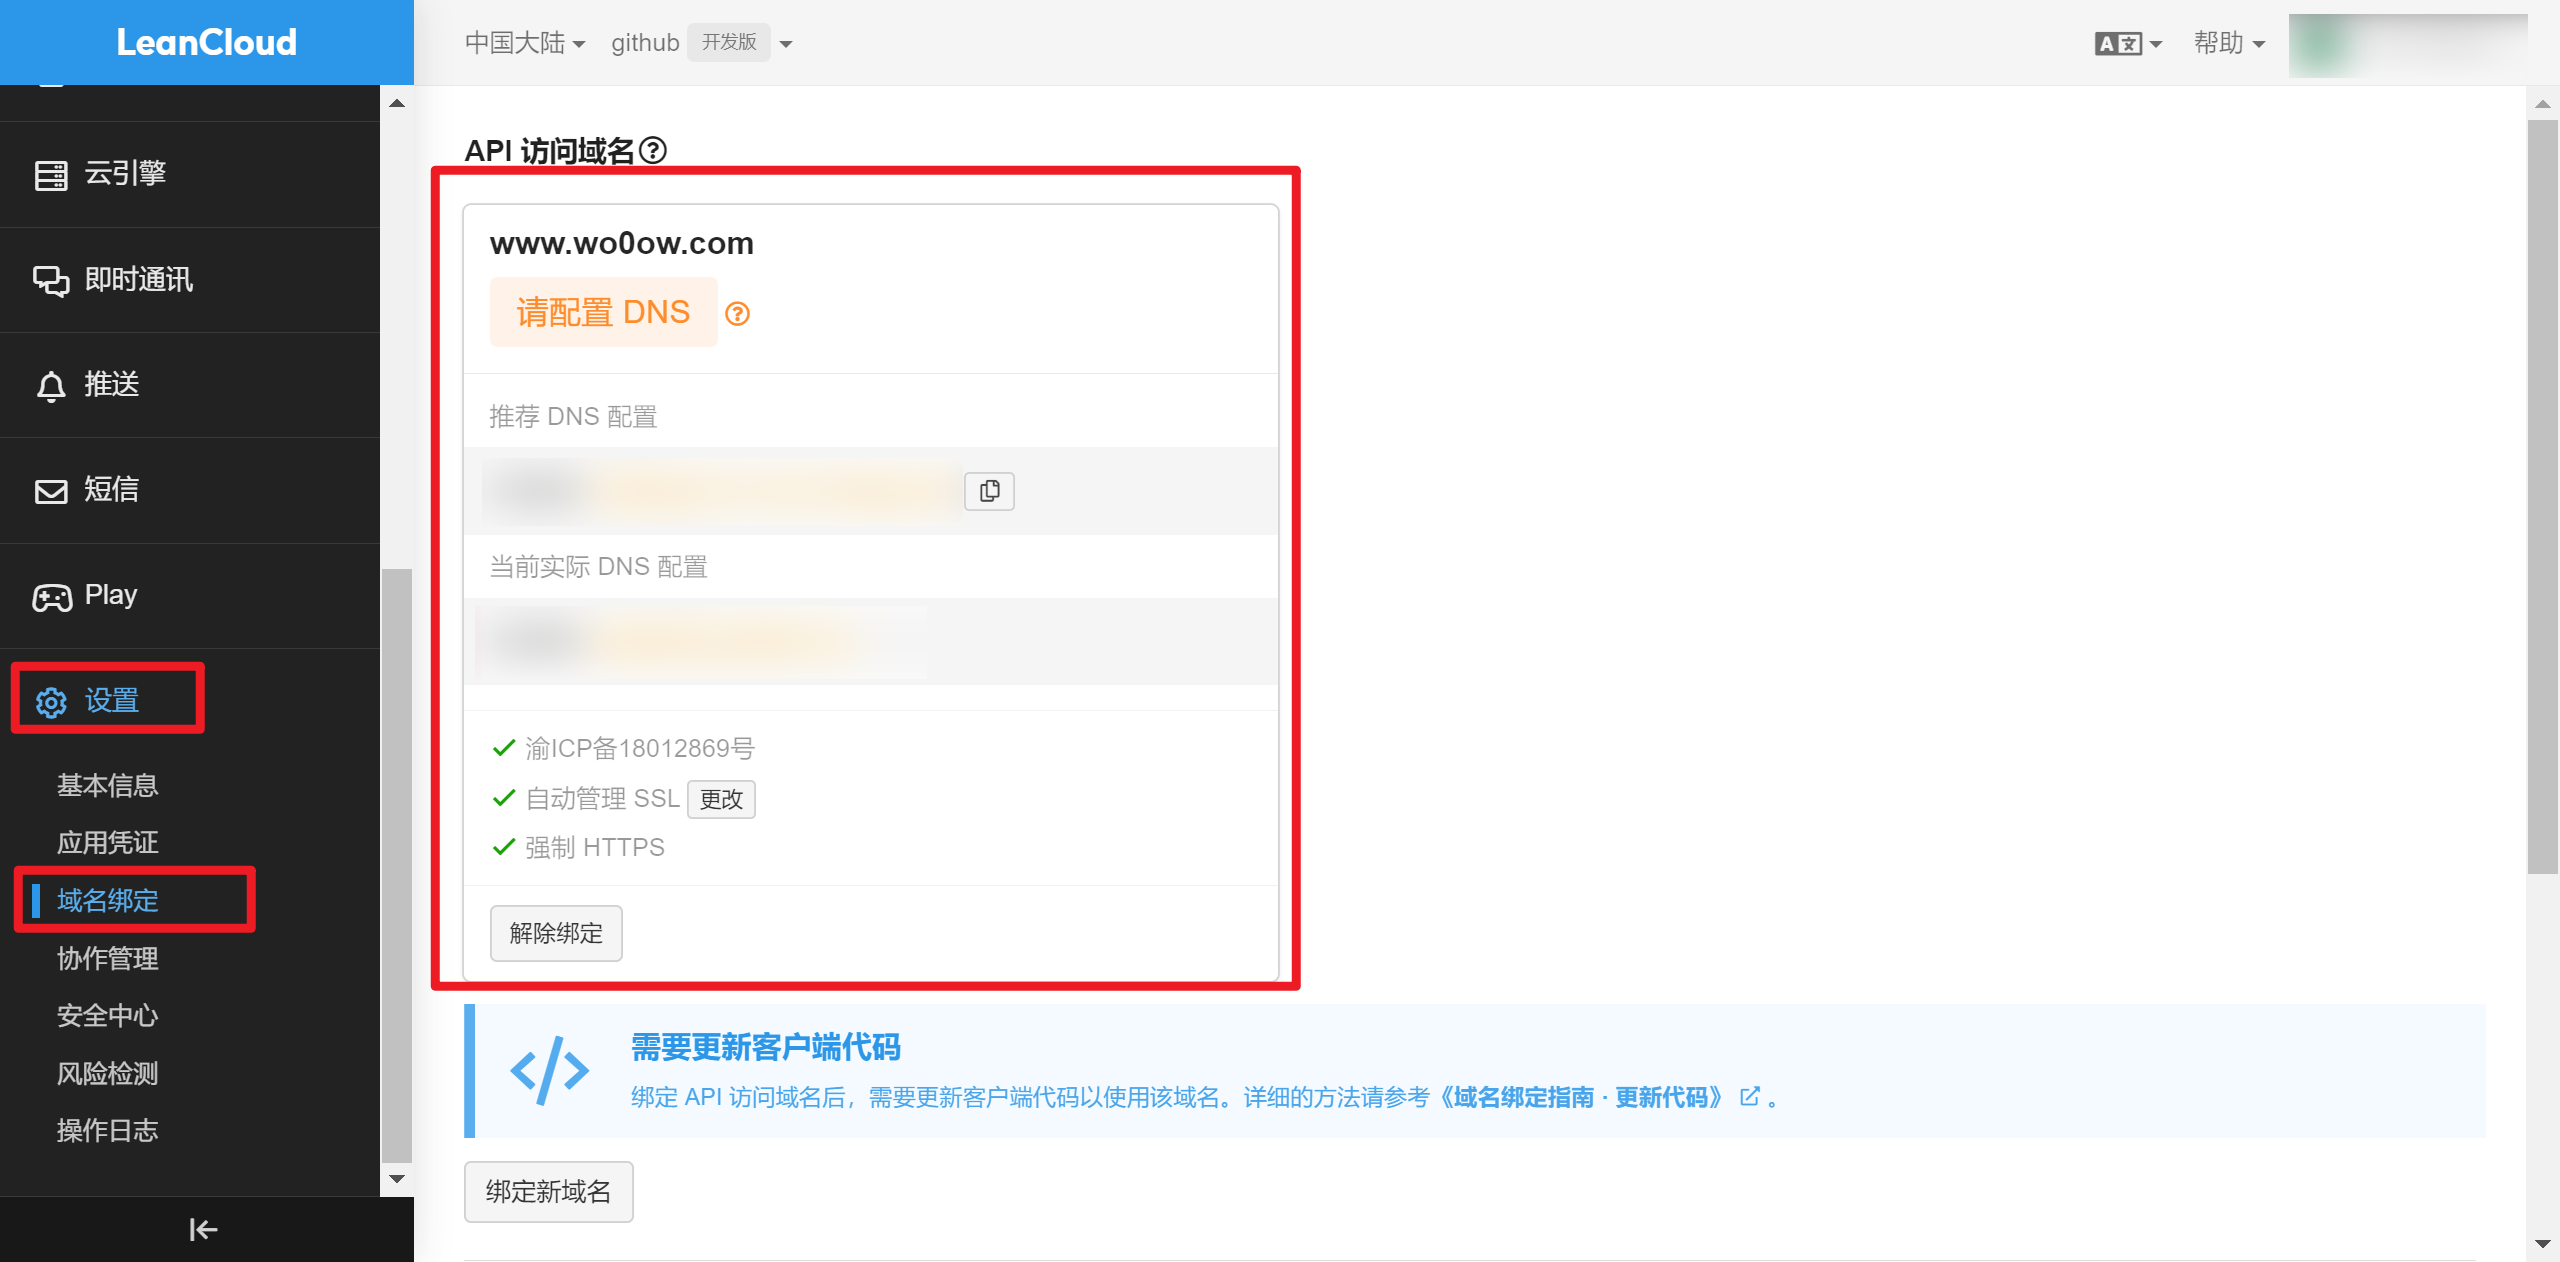 LeanCloud
中国大陆 github 开发版
A文 帮助
云引擎
即时通讯
推送
短信
Play
设置
基本信息
应用凭证
域名绑定
协作管理
安全中心
风险检测
操作日志
API 访问域名
www.wo0ow.com
请配置 DNS
推荐 DNS 配置
当前实际 DNS 配置
渝ICP备18012869号
自动管理 SSL 更改
强制 HTTPS
解除绑定
需要更新客户端代码
绑定 API 访问域名后，需要更新客户端代码以使用该域名。详细的方法请参考《域名绑定指南 · 更新代码》 。
绑定新域名